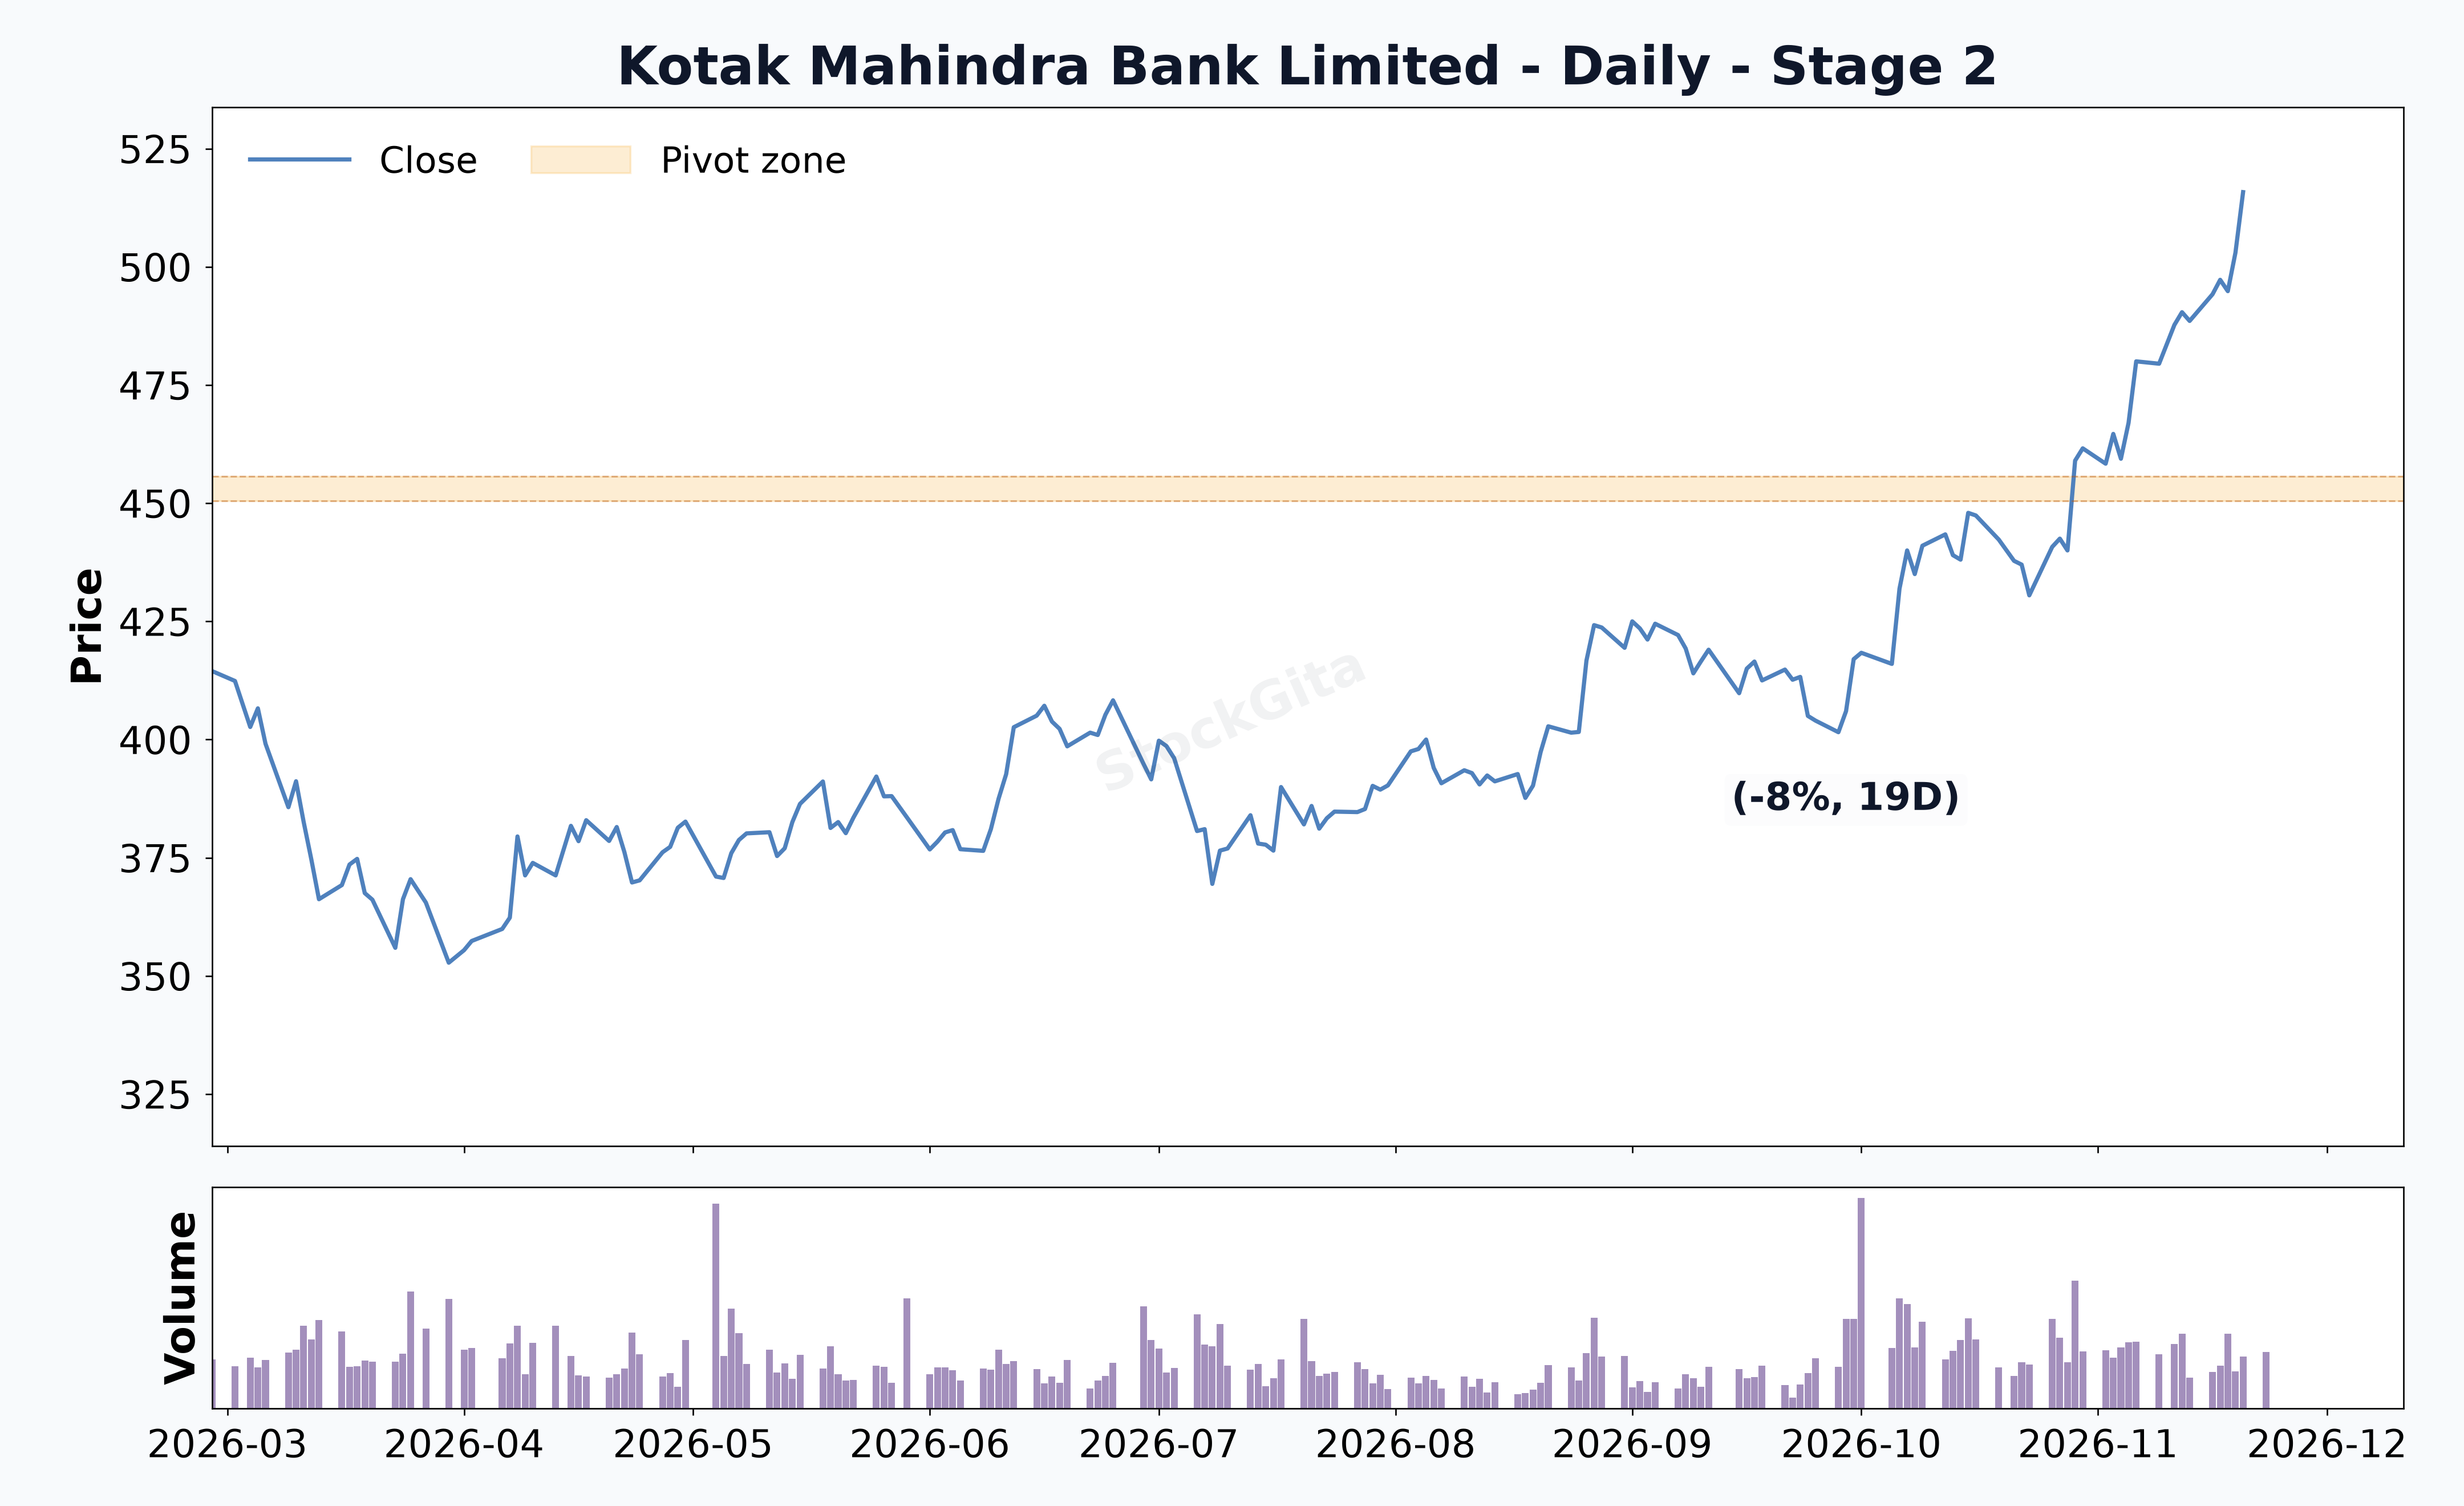 Kotak Mahindra Bank Limited - Daily - Stage 2
Close
Pivot zone
525
500
475
450
425
400
375
350
325
Price
StockGita
(-8%, 19D)
Volume
2026-03
2026-04
2026-05
2026-06
2026-07
2026-08
2026-09
2026-10
2026-11
2026-12